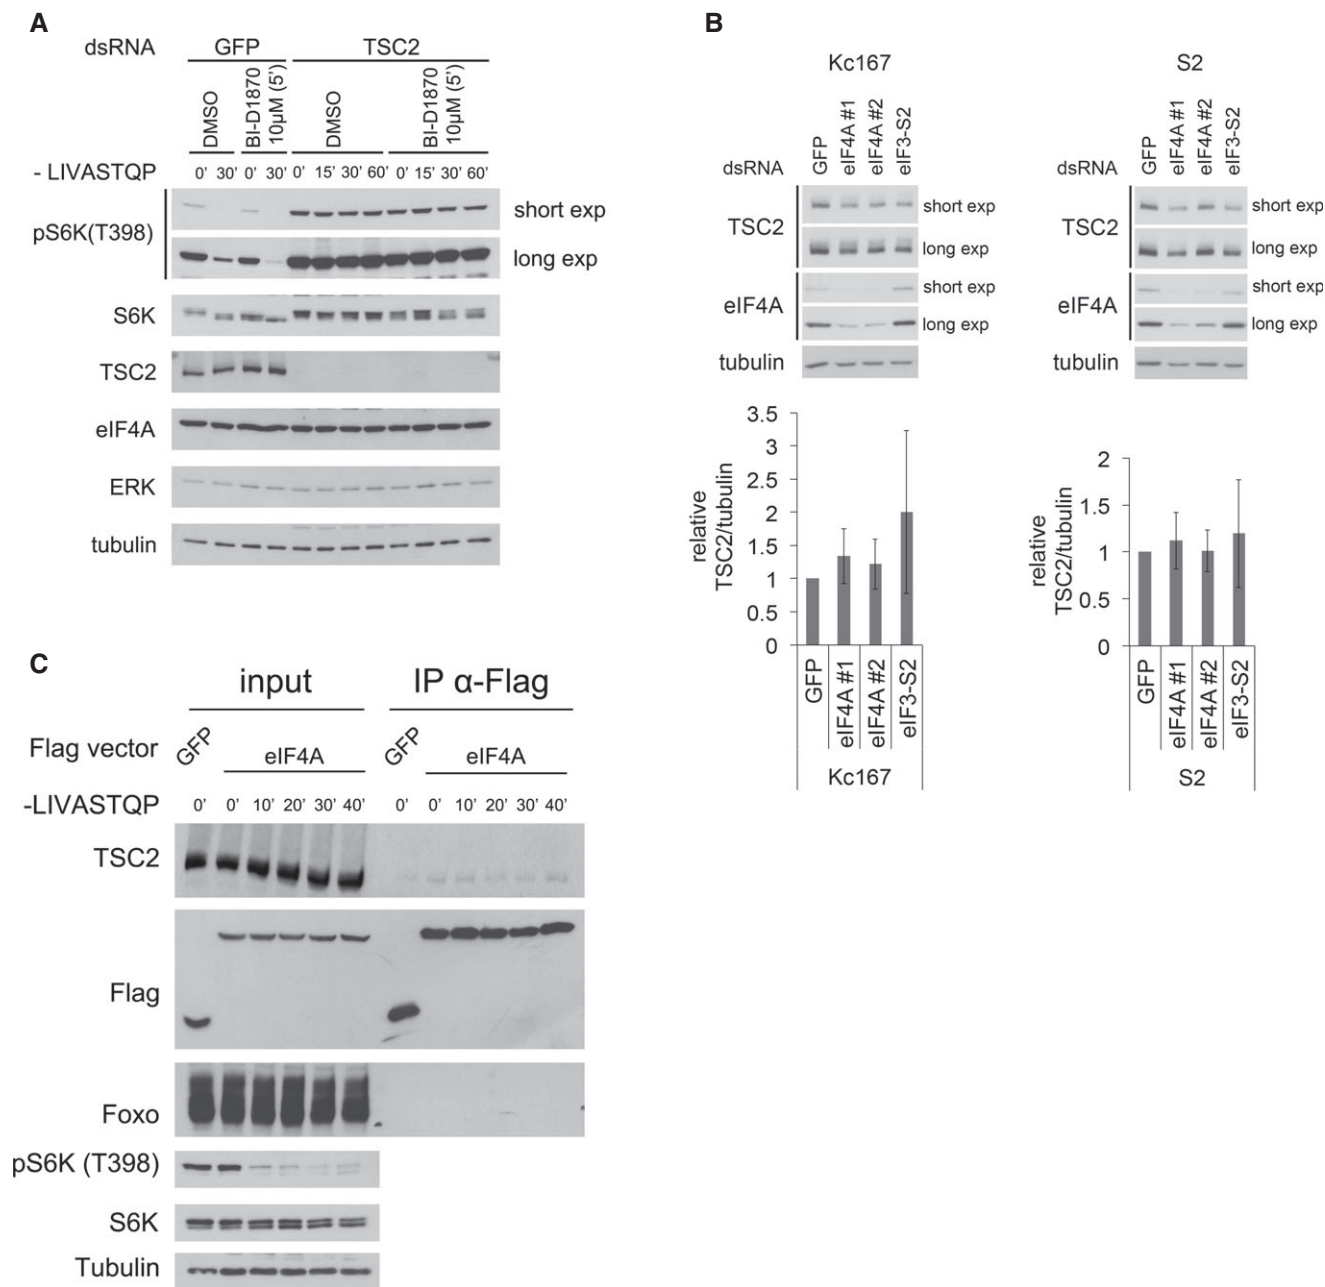 A
dsRNA GFP TSC2
DMSO BI-D1870 10µM (5') DMSO BI-D1870 10µM (5')
- LIVASTQP 0' 30' 0' 30' 0' 15' 30' 60' 0' 15' 30' 60'
pS6K(T398) short exp
long exp
S6K
TSC2
eIF4A
ERK
tubulin
B
Kc167 S2
dsRNA GFP eIF4A #1 eIF4A #2 eIF3-S2 dsRNA GFP eIF4A #1 eIF4A #2 eIF3-S2
TSC2 short exp TSC2 short exp
long exp long exp
eIF4A short exp eIF4A short exp
long exp long exp
tubulin tubulin
relative TSC2/tubulin
3.5
3
2.5
2
1.5
1
0.5
0
GFP eIF4A #1 eIF4A #2 eIF3-S2
Kc167
relative TSC2/tubulin
2
1.5
1
0.5
0
GFP eIF4A #1 eIF4A #2 eIF3-S2
S2
C
input IP α-Flag
Flag vector GFP eIF4A GFP eIF4A
-LIVASTQP 0' 0' 10' 20' 30' 40' 0' 0' 10' 20' 30' 40'
TSC2
Flag
Foxo
pS6K (T398)
S6K
Tubulin